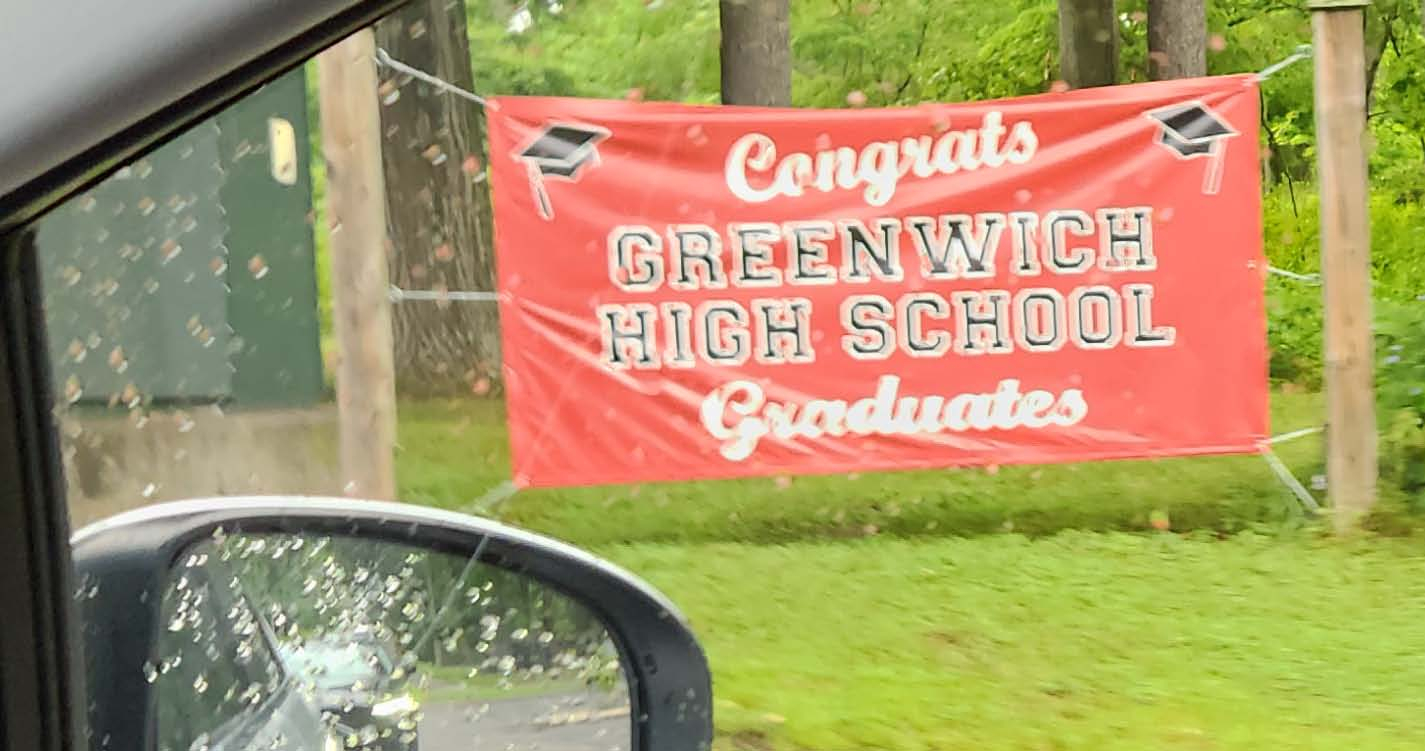 Congrats
GREENWICH
HIGH SCHOOL
Graduates